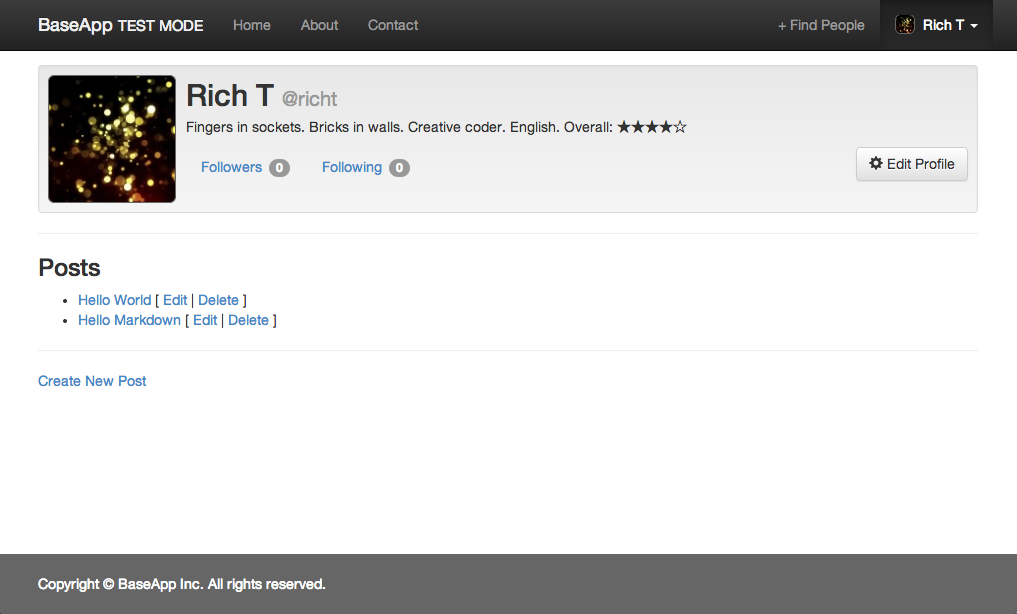 BaseApp TEST MODE Home About Contact + Find People Rich T
Rich T @richt
Fingers in sockets. Bricks in walls. Creative coder. English. Overall: ★★★★☆
Followers 0 Following 0
Edit Profile
Posts
• Hello World [ Edit | Delete ]
• Hello Markdown [ Edit | Delete ]
Create New Post
Copyright © BaseApp Inc. All rights reserved.